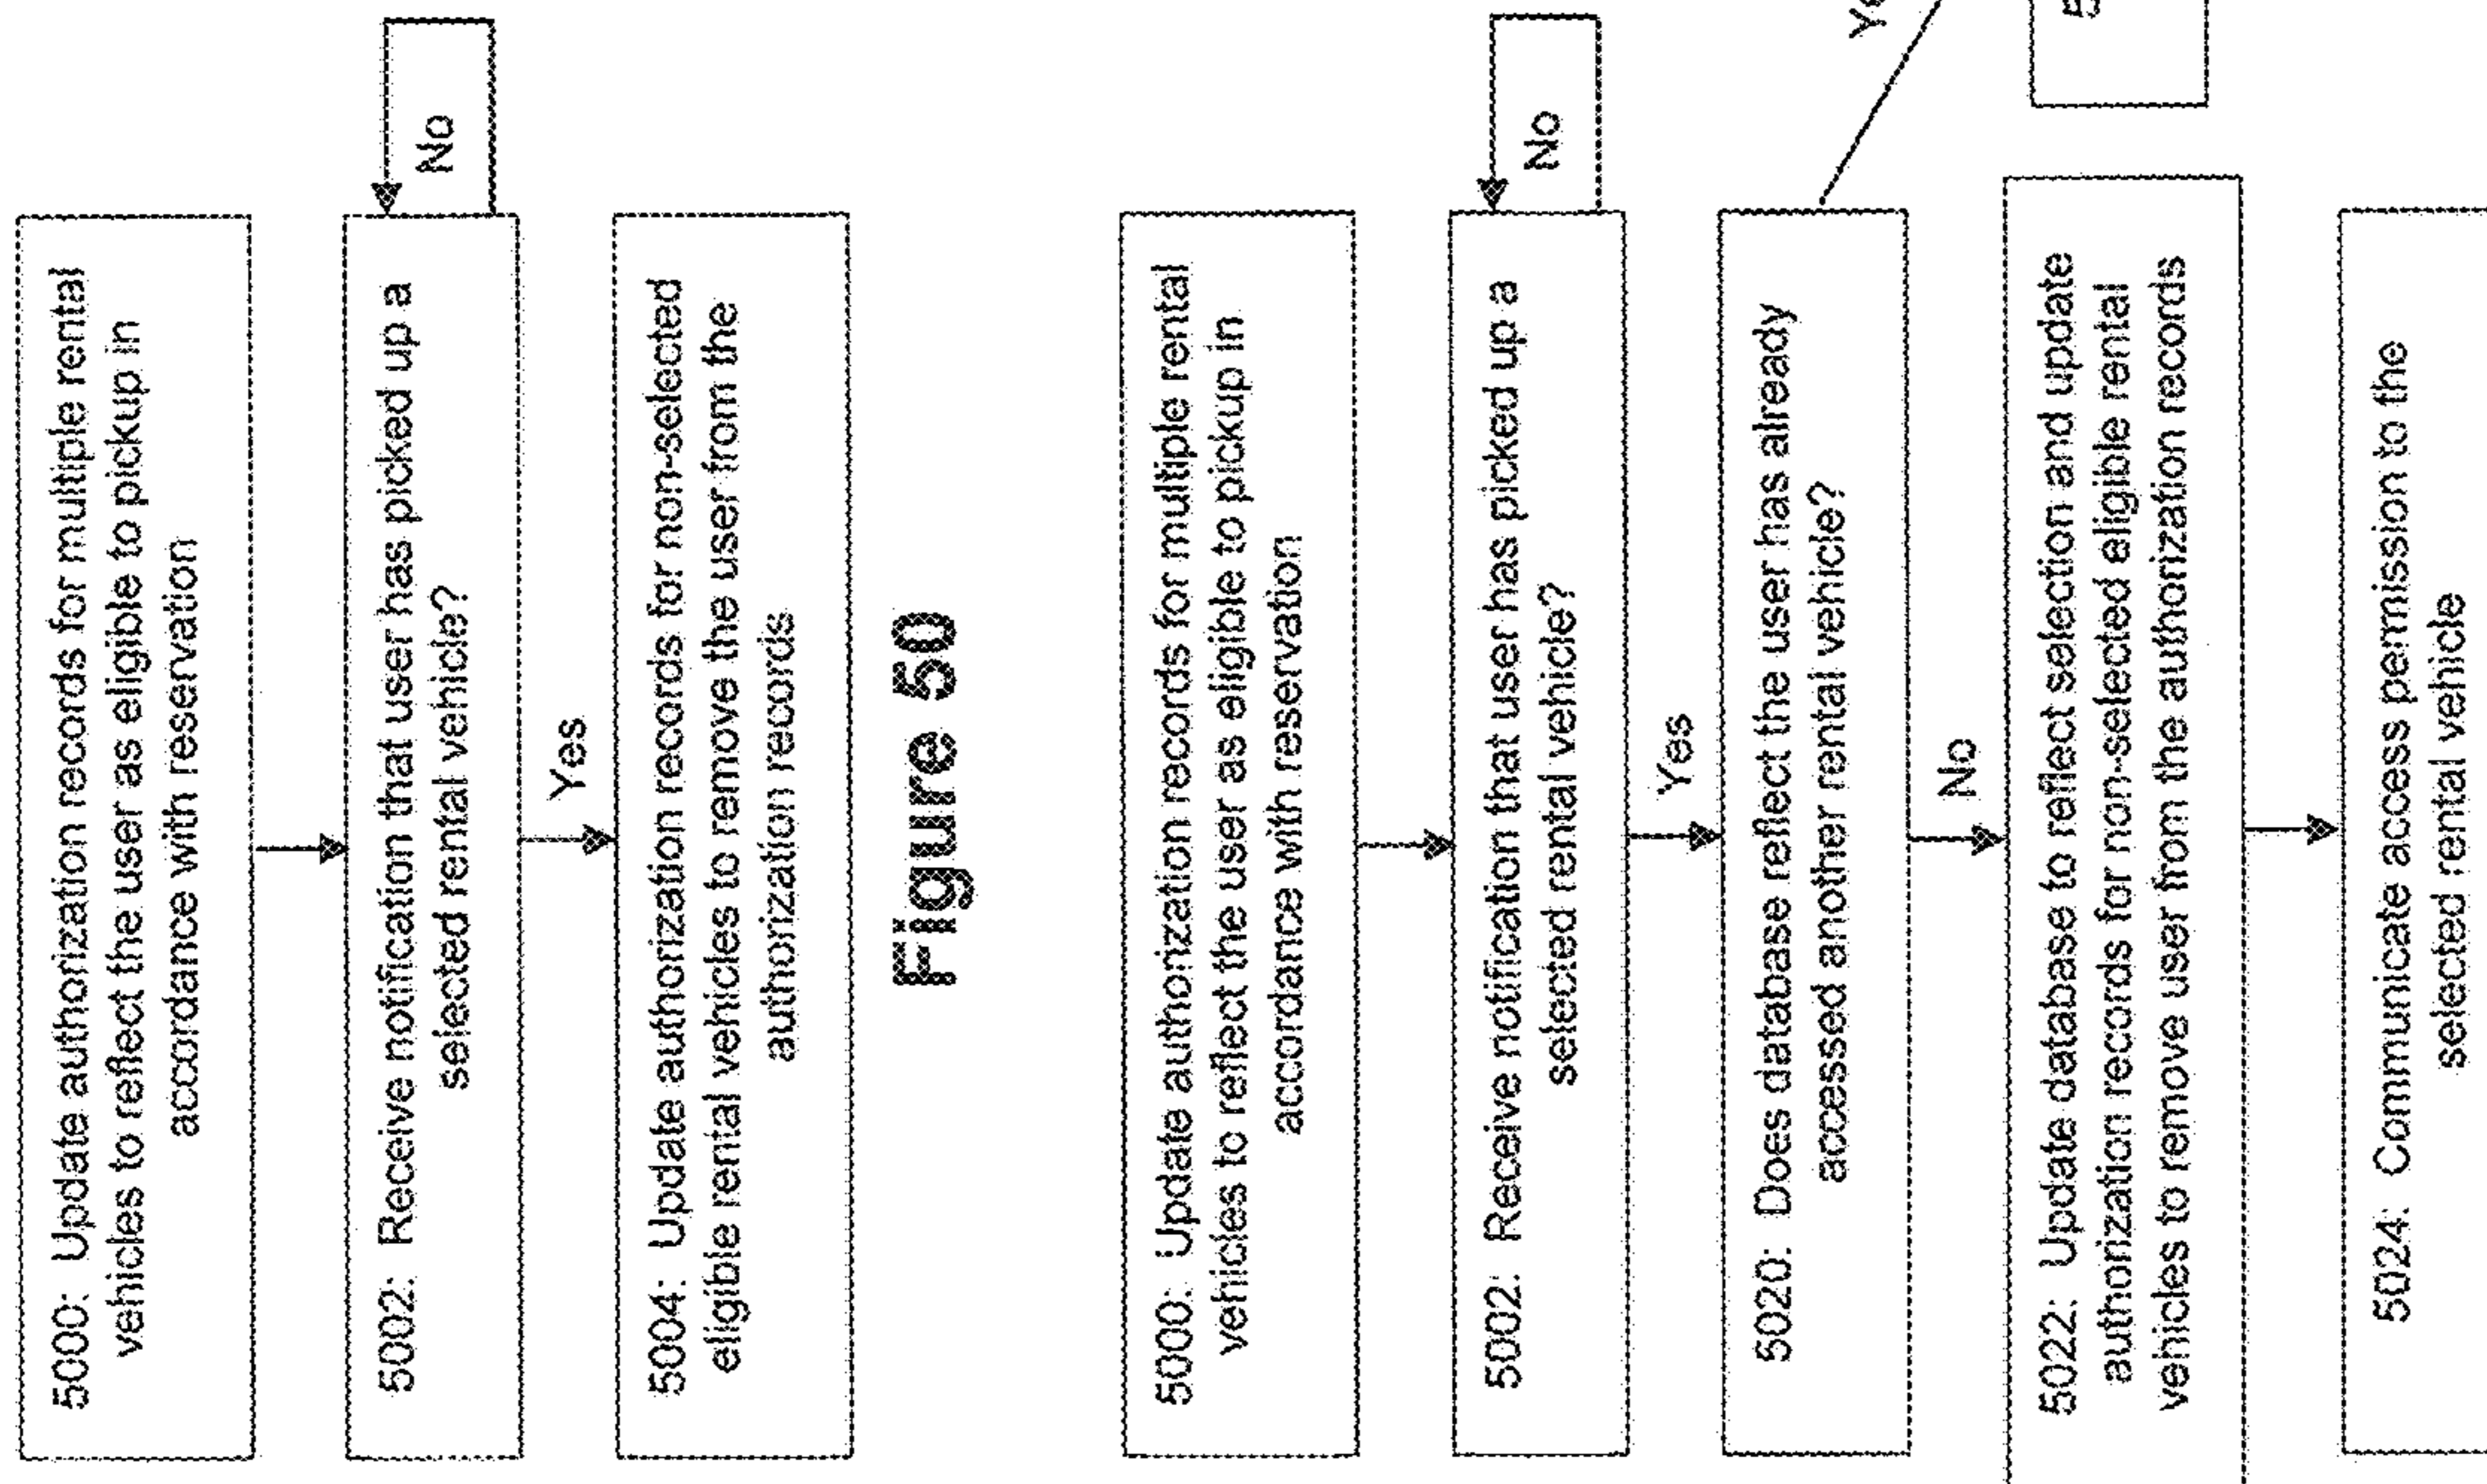 5000: Update authorization records for multiple rental
vehicles to reflect the user as eligible to pickup in
accordance with reservation
No
5002: Receive notification that user has picked up a
selected rental vehicle?
Yes
5004: Update authorization records for non-selected
eligible rental vehicles to remove the user from the
authorization records
Figure 50
5000: Update authorization records for multiple rental
vehicles to reflect the user as eligible to pickup in
accordance with reservation
No
5002: Receive notification that user has picked up a
selected rental vehicle?
Yes
5020: Does database reflect the user has already
accessed another rental vehicle?
No
5022: Update database to reflect selection and update
authorization records for non-selected eligible rental
vehicles to remove user from the authorization records
5024: Communicate access permission to the
selected rental vehicle